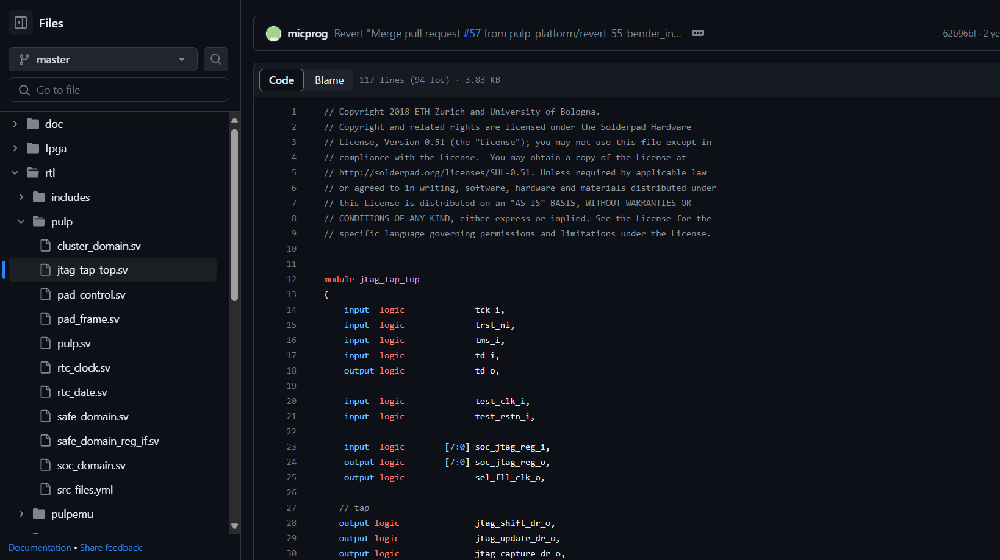 Files
master
Go to file
doc
fpga
rtl
includes
pulp
cluster_domain.sv
jtag_tap_top.sv
pad_control.sv
pad_frame.sv
pulp.sv
rtc_clock.sv
rtc_date.sv
safe_domain.sv
safe_domain_reg_if.sv
soc_domain.sv
src_files.yml
pulpemu
Documentation • Share feedback
micprog Revert "Merge pull request #57 from pulp-platform/revert-55-bender_in... 62b96bf · 2 ye
Code Blame 117 lines (94 loc) · 3.83 KB
1 // Copyright 2018 ETH Zurich and University of Bologna.
2 // Copyright and related rights are licensed under the Solderpad Hardware
3 // License, Version 0.51 (the "License"); you may not use this file except in
4 // compliance with the License.  You may obtain a copy of the License at
5 // http://solderpad.org/licenses/SHL-0.51. Unless required by applicable law
6 // or agreed to in writing, software, hardware and materials distributed under
7 // this License is distributed on an "AS IS" BASIS, WITHOUT WARRANTIES OR
8 // CONDITIONS OF ANY KIND, either express or implied. See the License for the
9 // specific language governing permissions and limitations under the License.
10
11
12 module jtag_tap_top
13 (
14 input logic tck_i,
15 input logic trst_ni,
16 input logic tms_i,
17 input logic td_i,
18 output logic td_o,
19
20 input logic test_clk_i,
21 input logic test_rstn_i,
22
23 input logic [7:0] soc_jtag_reg_i,
24 output logic [7:0] soc_jtag_reg_o,
25 output logic sel_fll_clk_o,
26
27 // tap
28 output logic jtag_shift_dr_o,
29 output logic jtag_update_dr_o,
30 output logic jtag_capture_dr_o,